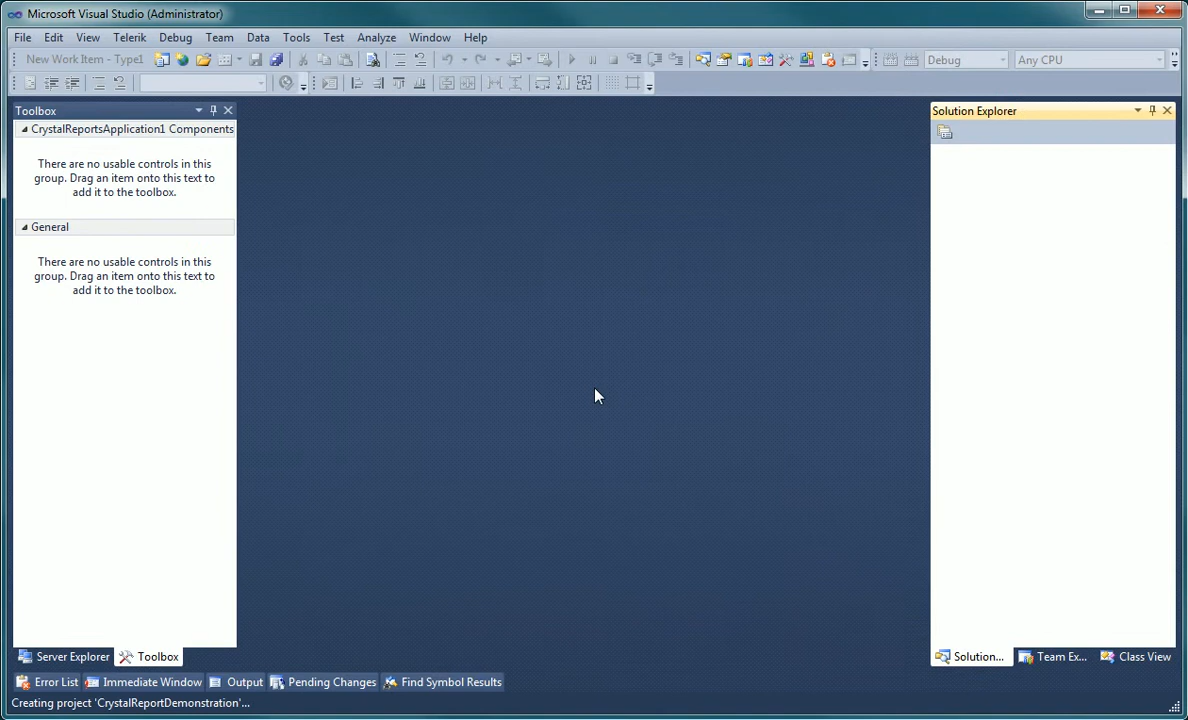 Microsoft Visual Studio (Administrator)
File Edit View Telerik Debug Team Data Tools Test Analyze Window Help
New Work Item - Type1 Debug Any CPU
Toolbox
CrystalReportsApplication1 Components
There are no usable controls in this
group. Drag an item onto this text to
add it to the toolbox.
General
There are no usable controls in this
group. Drag an item onto this text to
add it to the toolbox.
Solution Explorer
Server Explorer Toolbox
Solution... Team Ex... Class View
Error List Immediate Window Output Pending Changes Find Symbol Results
Creating project 'CrystalReportDemonstration'...